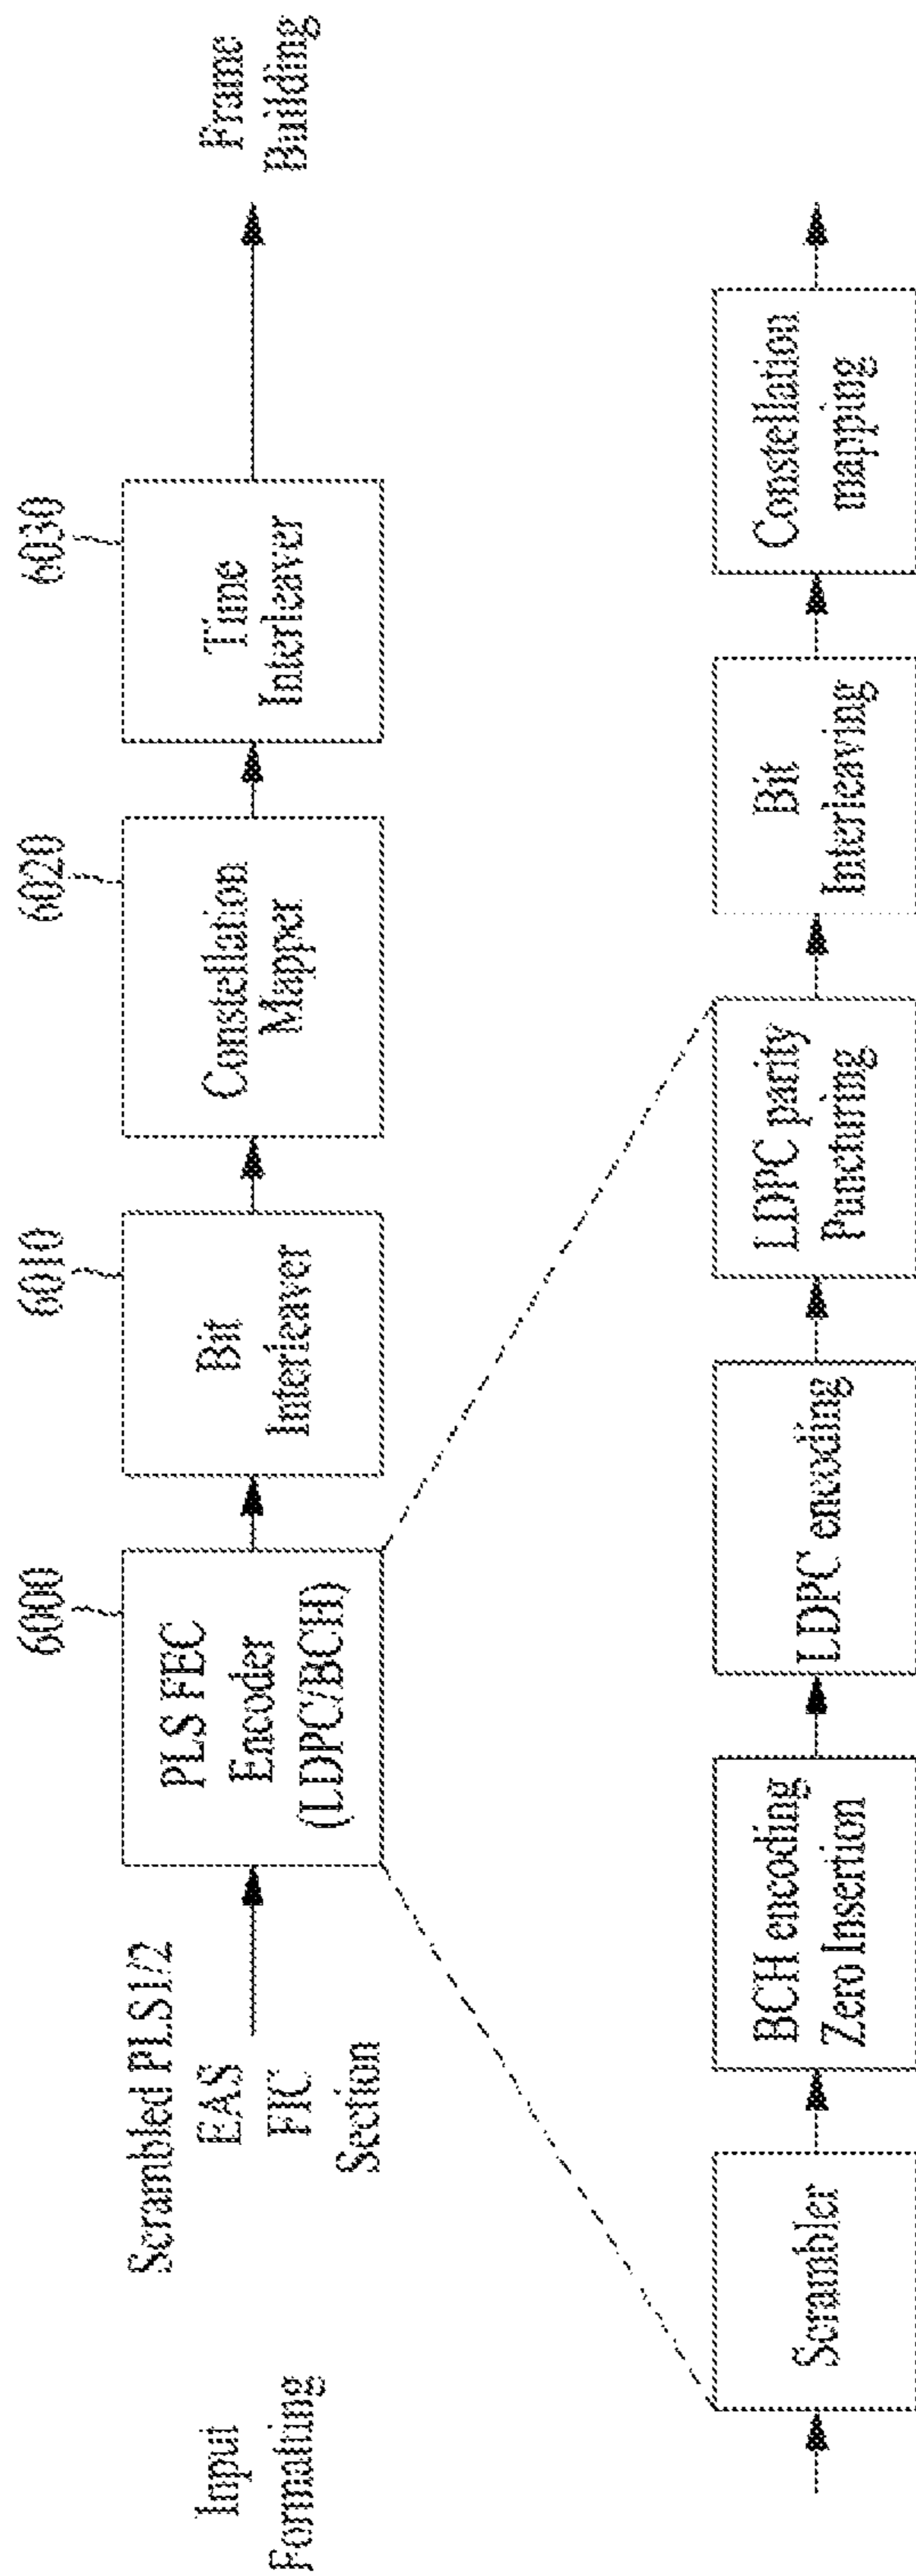 Input
Formatting
Scrambled PLS1/2
EAS
FIC
Section
6000
PLS FEC
Encoder
(LDPC/BCH)
6010
Bit
Interleaver
6020
Constellation
Mapper
6030
Time
Interleaver
Frame
Building
Scrambler
BCH encoding
Zero Insertion
LDPC encoding
LDPC parity
Puncturing
Bit
Interleaving
Constellation
mapping